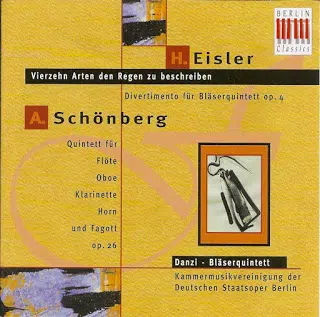 BERLIN
Classics
H. Eisler
Vierzehn Arten den Regen zu beschreiben
Divertimento für Bläserquintett op. 4
A. Schönberg
Quintett für
Flöte
Oboe
Klarinette
Horn
und Fagott
op. 26
Danzi - Bläserquintett
Kammermusikvereinigung der
Deutschen Staatsoper Berlin